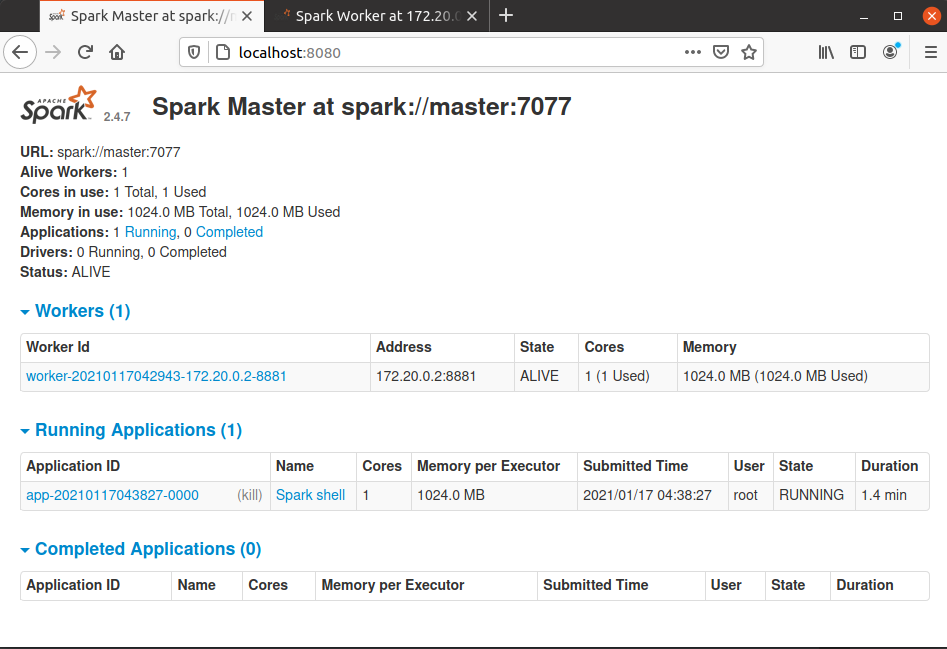 Spark Master at spark://
Spark Worker at 172.20.0
localhost:8080
APACHE
Spark 2.4.7
Spark Master at spark://master:7077
URL: spark://master:7077
Alive Workers: 1
Cores in use: 1 Total, 1 Used
Memory in use: 1024.0 MB Total, 1024.0 MB Used
Applications: 1 Running, 0 Completed
Drivers: 0 Running, 0 Completed
Status: ALIVE
Workers (1)
Worker Id Address State Cores Memory
worker-20210117042943-172.20.0.2-8881 172.20.0.2:8881 ALIVE 1 (1 Used) 1024.0 MB (1024.0 MB Used)
Running Applications (1)
Application ID Name Cores Memory per Executor Submitted Time User State Duration
app-20210117043827-0000 (kill) Spark shell 1 1024.0 MB 2021/01/17 04:38:27 root RUNNING 1.4 min
Completed Applications (0)
Application ID Name Cores Memory per Executor Submitted Time User State Duration